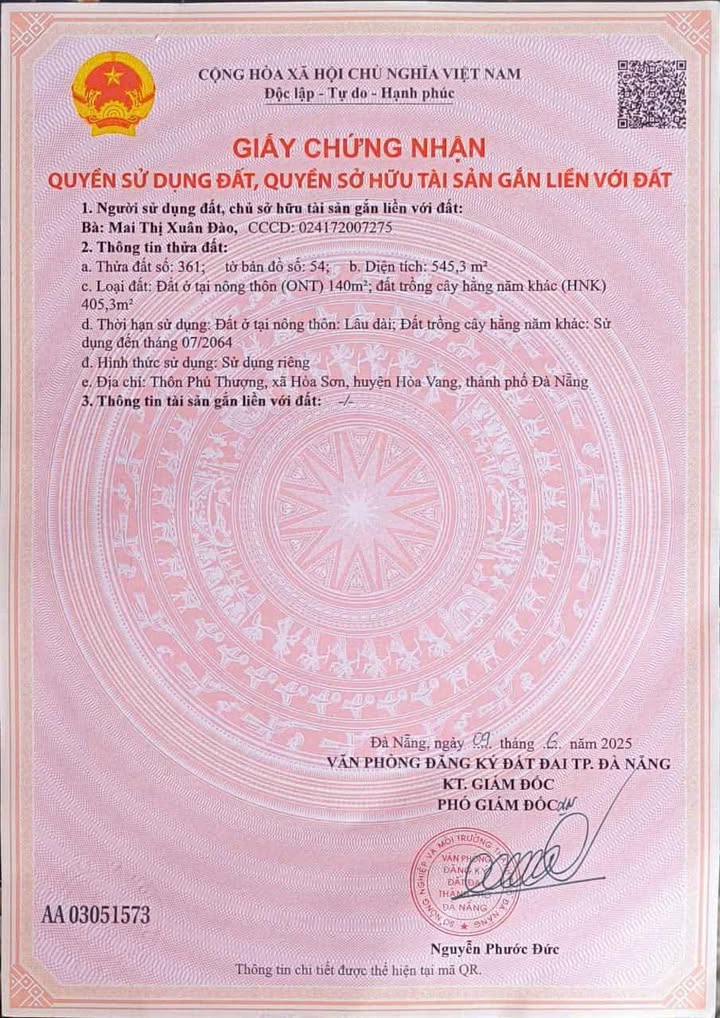 CỘNG HÒA XÃ HỘI CHỦ NGHĨA VIỆT NAM
Độc lập - Tự do - Hạnh phúc
GIẤY CHỨNG NHẬN
QUYỀN SỬ DỤNG ĐẤT, QUYỀN SỞ HỮU TÀI SẢN GẮN LIỀN VỚI ĐẤT
1. Người sử dụng đất, chủ sở hữu tài sản gắn liền với đất:
Bà: Mai Thị Xuân Đào, CCCD: 024172007275
2. Thông tin thửa đất:
a. Thửa đất số: 361; tờ bản đồ số: 54; b. Diện tích: 545,3 m²
c. Loại đất: Đất ở tại nông thôn (ONT) 140m²; đất trồng cây hằng năm khác (HNK)
405,3m²
d. Thời hạn sử dụng: Đất ở tại nông thôn: Lâu dài; Đất trồng cây hằng năm khác: Sử
dụng đến tháng 07/2064
đ. Hình thức sử dụng: Sử dụng riêng
e. Địa chỉ: Thôn Phú Thượng, xã Hòa Sơn, huyện Hòa Vang, thành phố Đà Nẵng
3. Thông tin tài sản gắn liền với đất: -/-
Đà Nẵng, ngày 09 tháng 6 năm 2025
VĂN PHÒNG ĐĂNG KÝ ĐẤT ĐAI TP. ĐÀ NẴNG
KT. GIÁM ĐỐC
PHÓ GIÁM ĐỐC
VĂN PHÒNG
ĐĂNG KÝ
ĐẤT ĐAI
THÀNH
ĐÀ NẴNG
AA 03051573
Nguyễn Phước Đức
Thông tin chi tiết được thể hiện tại mã QR.